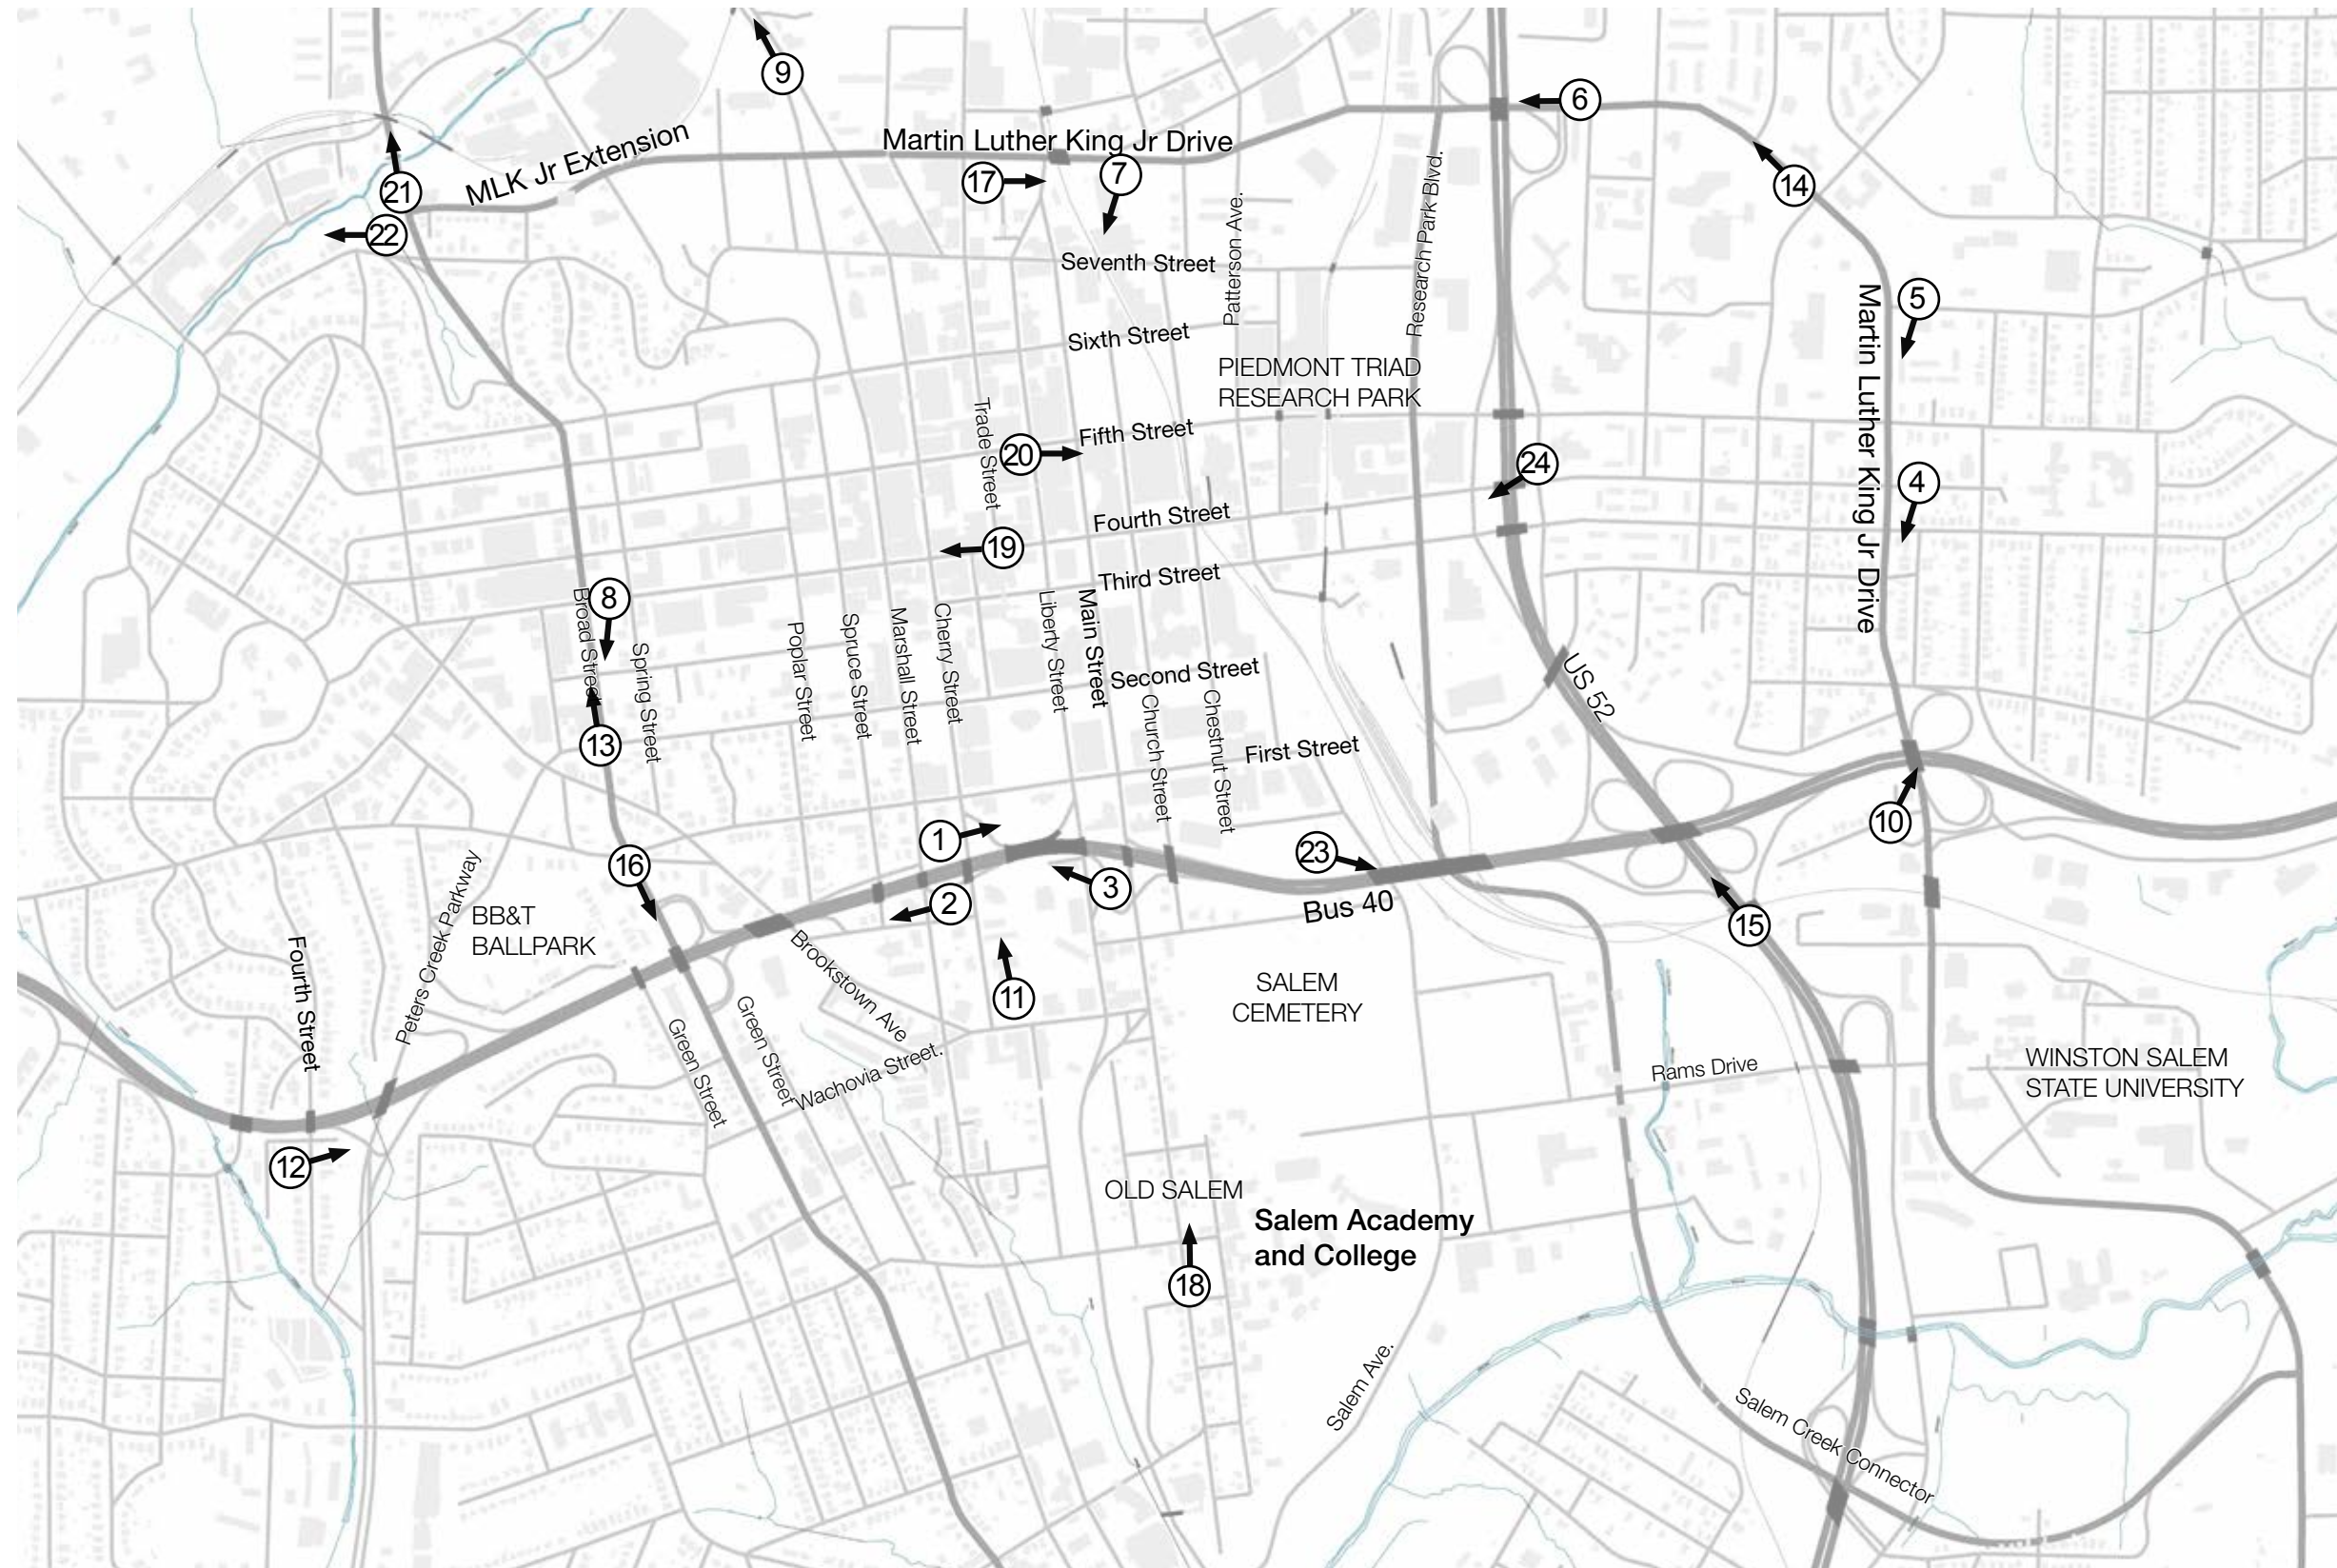 9
6
Martin Luther King Jr Drive
MLK Jr Extension
17
7
14
21
22
Seventh Street
Patterson Ave.
Research Park Blvd.
5
Martin Luther King Jr Drive
Sixth Street
PIEDMONT TRIAD
RESEARCH PARK
Trade Street
20
Fifth Street
24
4
Fourth Street
19
Third Street
8
Broad Street
Spring Street
Poplar Street
Spruce Street
Marshall Street
Cherry Street
Liberty Street
Main Street
Second Street
Church Street
Chestnut Street
US 52
13
First Street
1
23
10
16
3
2
Bus 40
15
Peters Creek Parkway
BB&T
BALLPARK
Fourth Street
Brookstown Ave
11
SALEM
CEMETERY
Green Street
Green Street
Wachovia Street.
Rams Drive
WINSTON SALEM
STATE UNIVERSITY
12
OLD SALEM
Salem Academy
and College
18
Salem Ave.
Salem Creek Connector